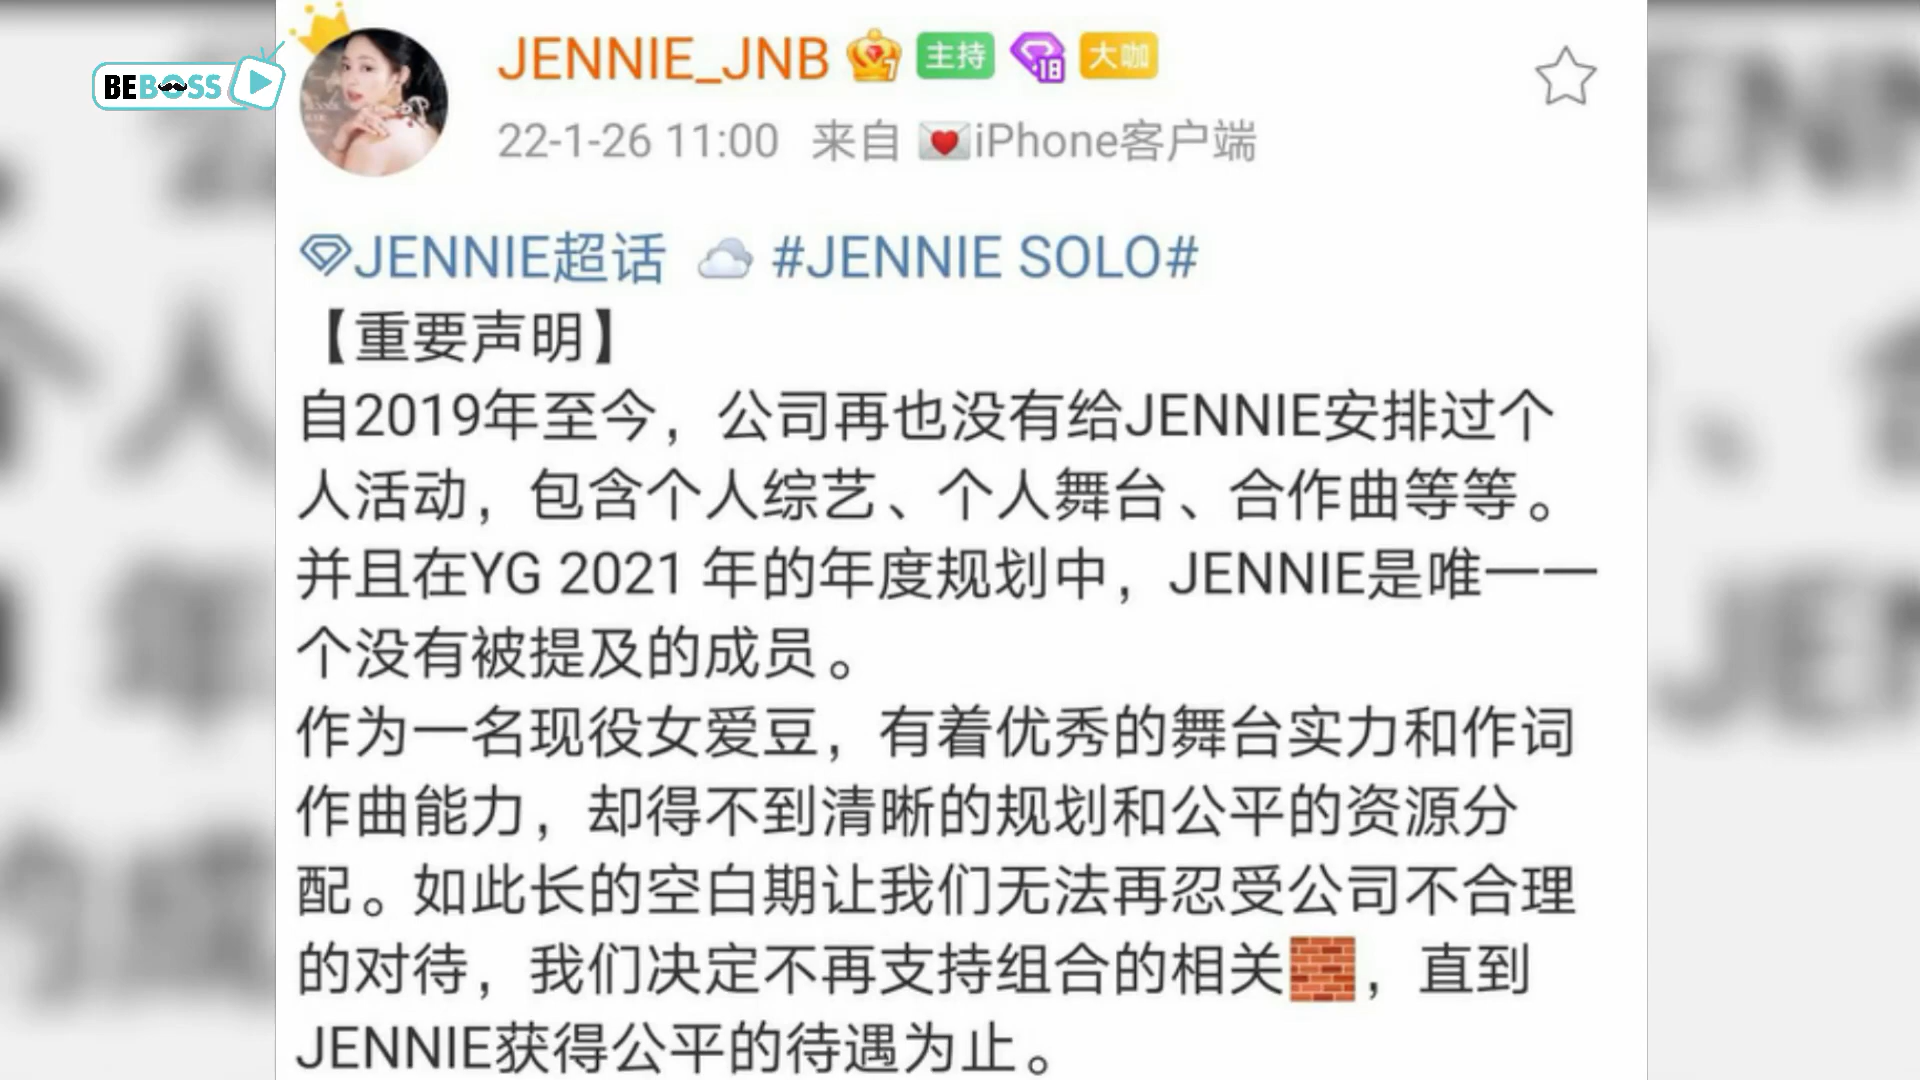 BEBOSS
JENNIE_JNB 7 主持 18 大咖
22-1-26 11:00 来自 iPhone客户端
JENNIE超话 #JENNIE SOLO#
【重要声明】
自2019年至今，公司再也没有给JENNIE安排过个
人活动，包含个人综艺、个人舞台、合作曲等等。
并且在YG 2021 年的年度规划中，JENNIE是唯一一
个没有被提及的成员。
作为一名现役女爱豆，有着优秀的舞台实力和作词
作曲能力，却得不到清晰的规划和公平的资源分
配。如此长的空白期让我们无法再忍受公司不合理
的对待，我们决定不再支持组合的相关🧱，直到
JENNIE获得公平的待遇为止。